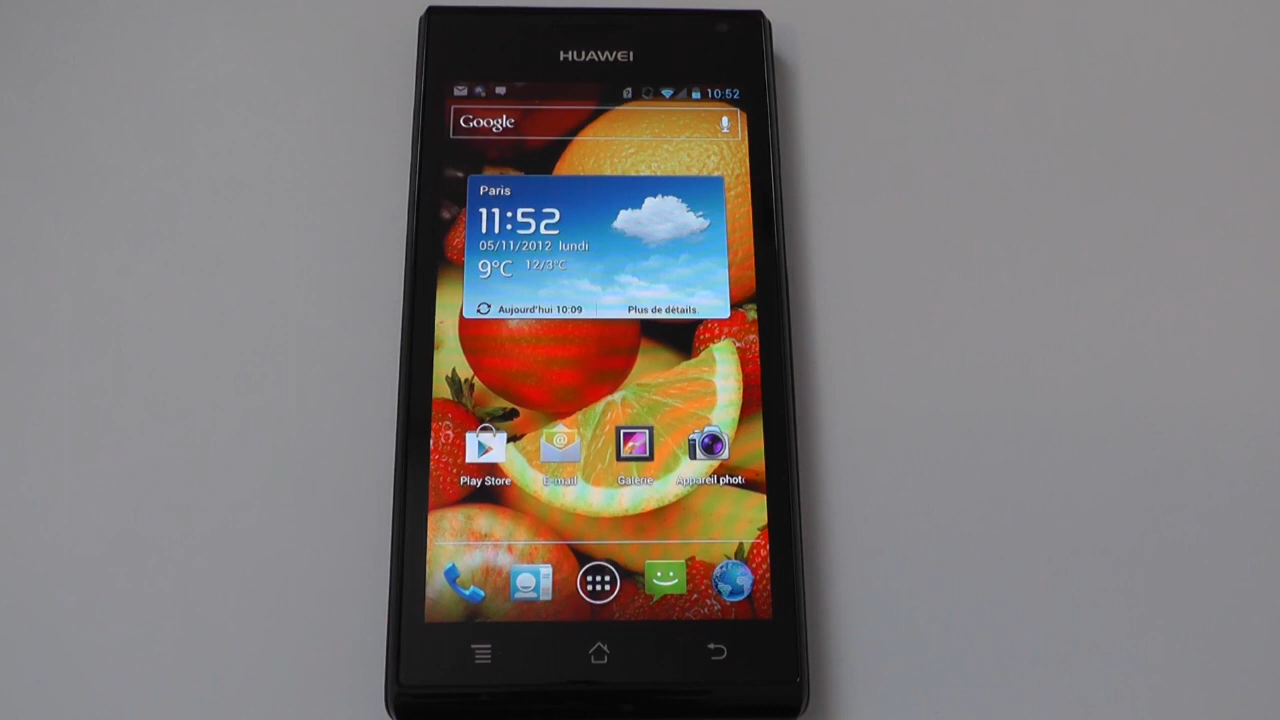 HUAWEI
10:52
Google
Paris
11:52
05/11/2012 lundi
9°C 12/3°C
Aujourd'hui 10:09 Plus de détails.
@
Play Store E-mail Galerie Appareil phot